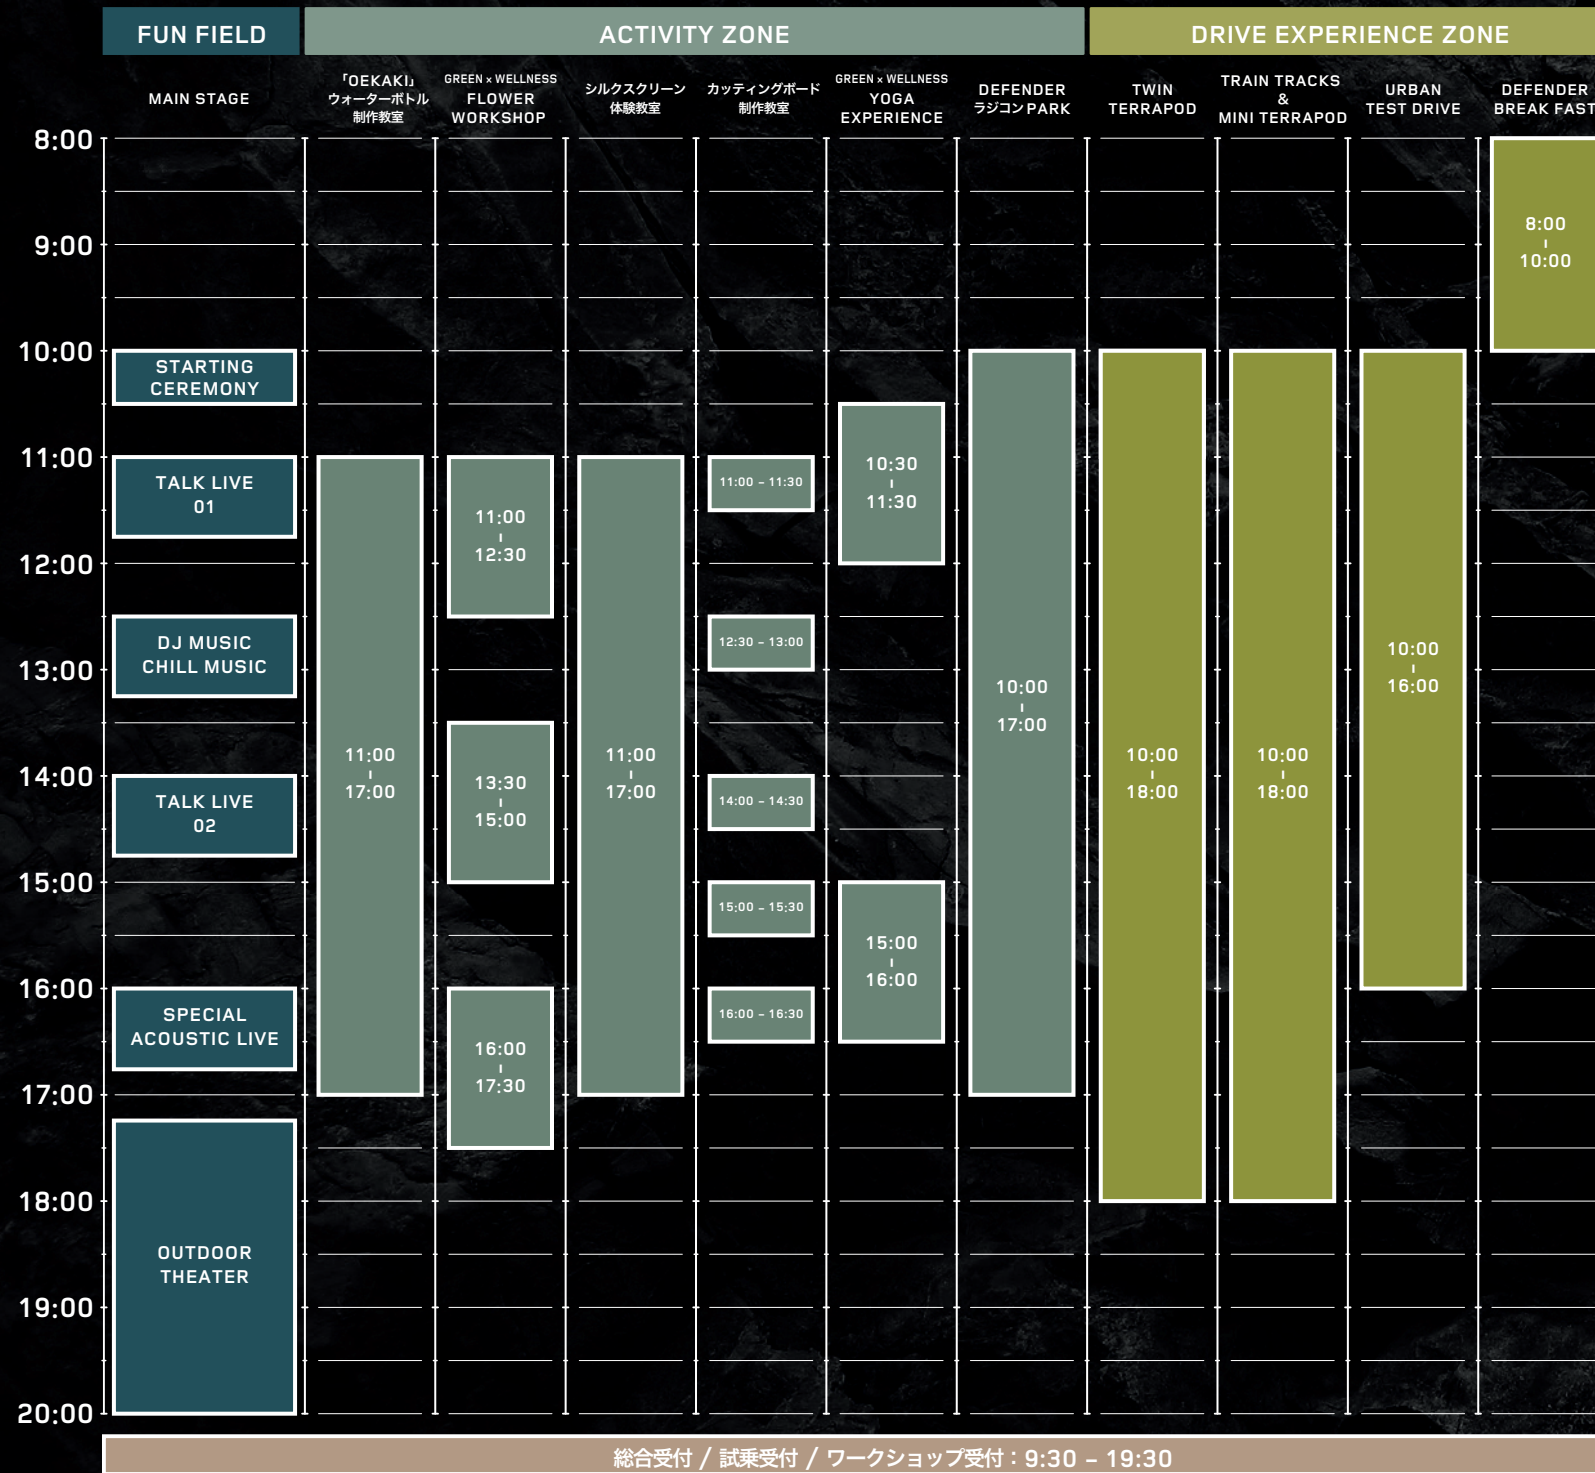 FUN FIELD
ACTIVITY ZONE
DRIVE EXPERIENCE ZONE
MAIN STAGE
「OEKAKI」
ウォーターボトル
制作教室
GREEN × WELLNESS
FLOWER
WORKSHOP
シルクスクリーン
体験教室
カッティングボード
制作教室
GREEN × WELLNESS
YOGA
EXPERIENCE
DEFENDER
ラジコン PARK
TWIN
TERRAPOD
TRAIN TRACKS
&
MINI TERRAPOD
URBAN
TEST DRIVE
DEFENDER
BREAK FAST
8:00
9:00
10:00
11:00
12:00
13:00
14:00
15:00
16:00
17:00
18:00
19:00
20:00
STARTING
CEREMONY
TALK LIVE
01
DJ MUSIC
CHILL MUSIC
TALK LIVE
02
SPECIAL
ACOUSTIC LIVE
OUTDOOR
THEATER
11:00
-
17:00
11:00
-
12:30
13:30
-
15:00
16:00
-
17:30
11:00
-
17:00
11:00 - 11:30
12:30 - 13:00
14:00 - 14:30
15:00 - 15:30
16:00 - 16:30
10:30
-
11:30
15:00
-
16:00
10:00
-
17:00
10:00
-
18:00
10:00
-
18:00
10:00
-
16:00
8:00
-
10:00
総合受付 / 試乗受付 / ワークショップ受付：9:30 - 19:30